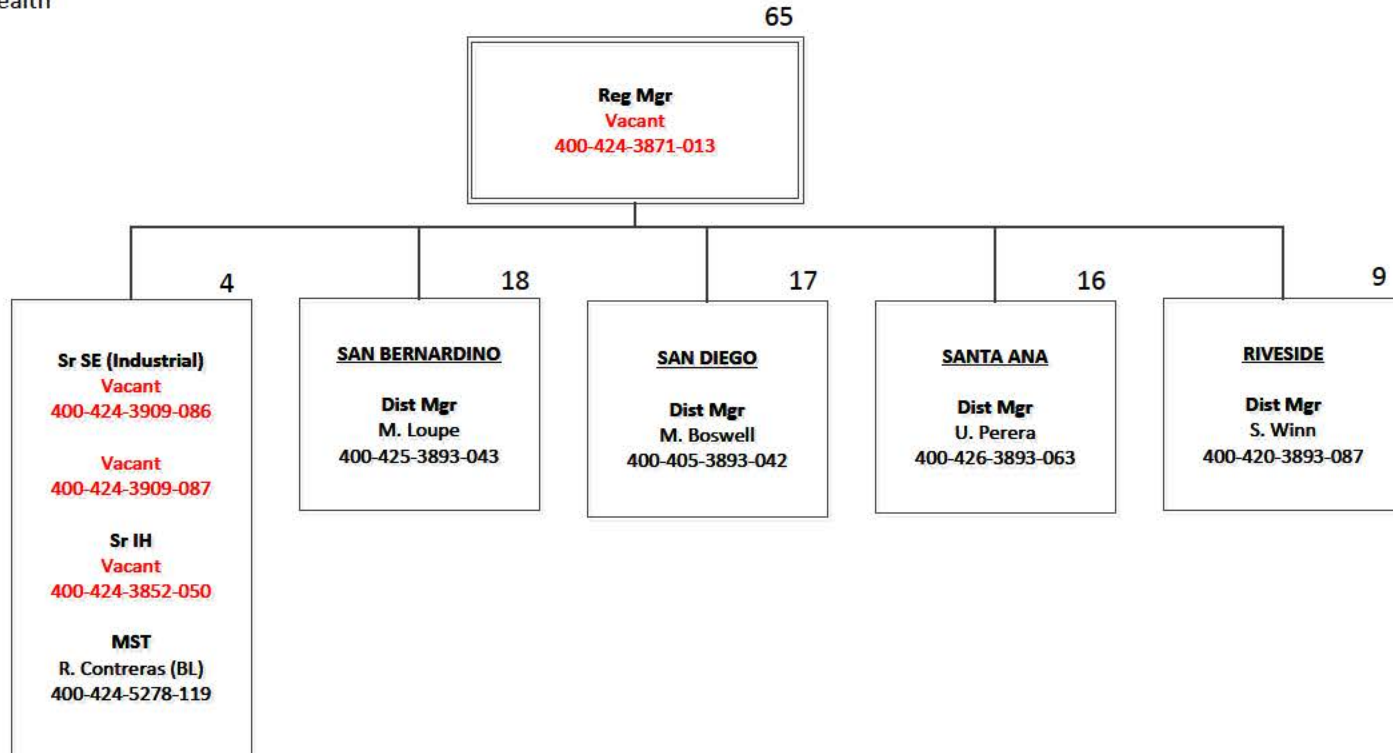 65
Reg Mgr
Vacant
400-424-3871-013
4
Sr SE (Industrial)
Vacant
400-424-3909-086
Vacant
400-424-3909-087
Sr IH
Vacant
400-424-3852-050
MST
R. Contreras (BL)
400-424-5278-119
18
SAN BERNARDINO
Dist Mgr
M. Loupe
400-425-3893-043
17
SAN DIEGO
Dist Mgr
M. Boswell
400-405-3893-042
16
SANTA ANA
Dist Mgr
U. Perera
400-426-3893-063
9
RIVESIDE
Dist Mgr
S. Winn
400-420-3893-087